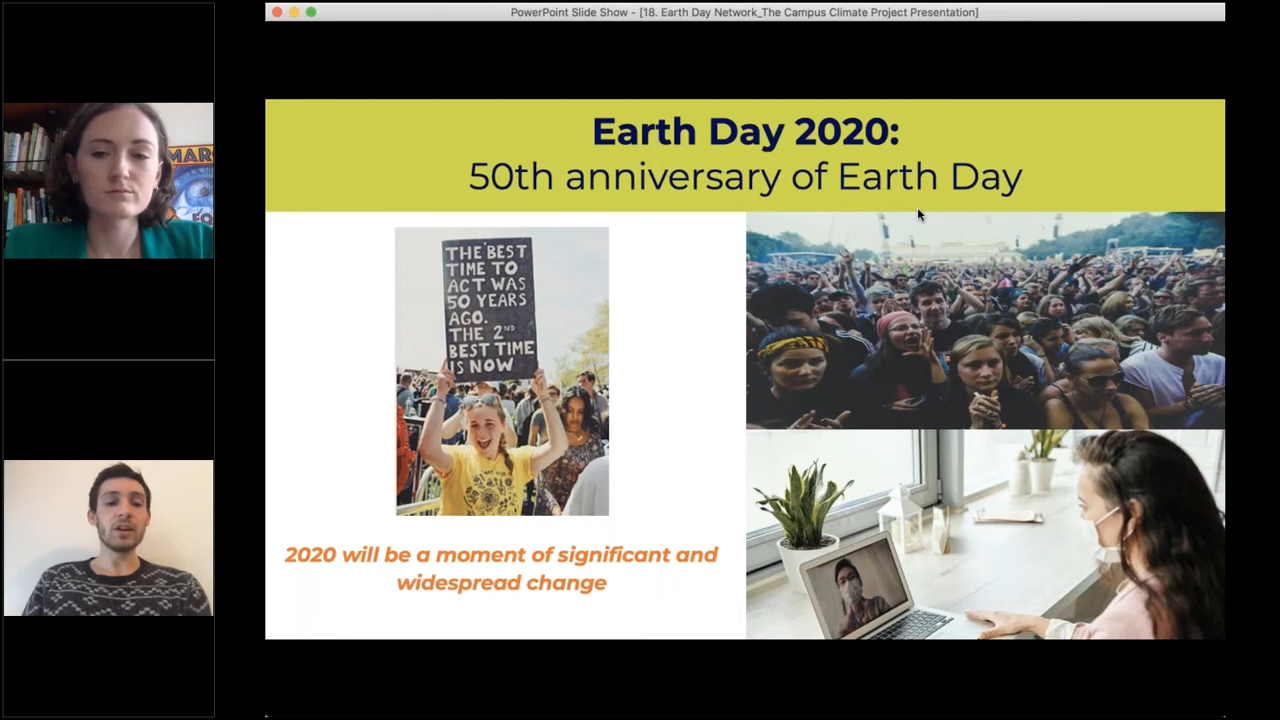 PowerPoint Slide Show - [18. Earth Day Network_The Campus Climate Project Presentation]
Earth Day 2020:
50th anniversary of Earth Day
THE BEST
TIME TO
ACT WAS
50 YEARS
AGO.
THE 2ND
BEST TIME
IS NOW
2020 will be a moment of significant and
widespread change
MARC
FO